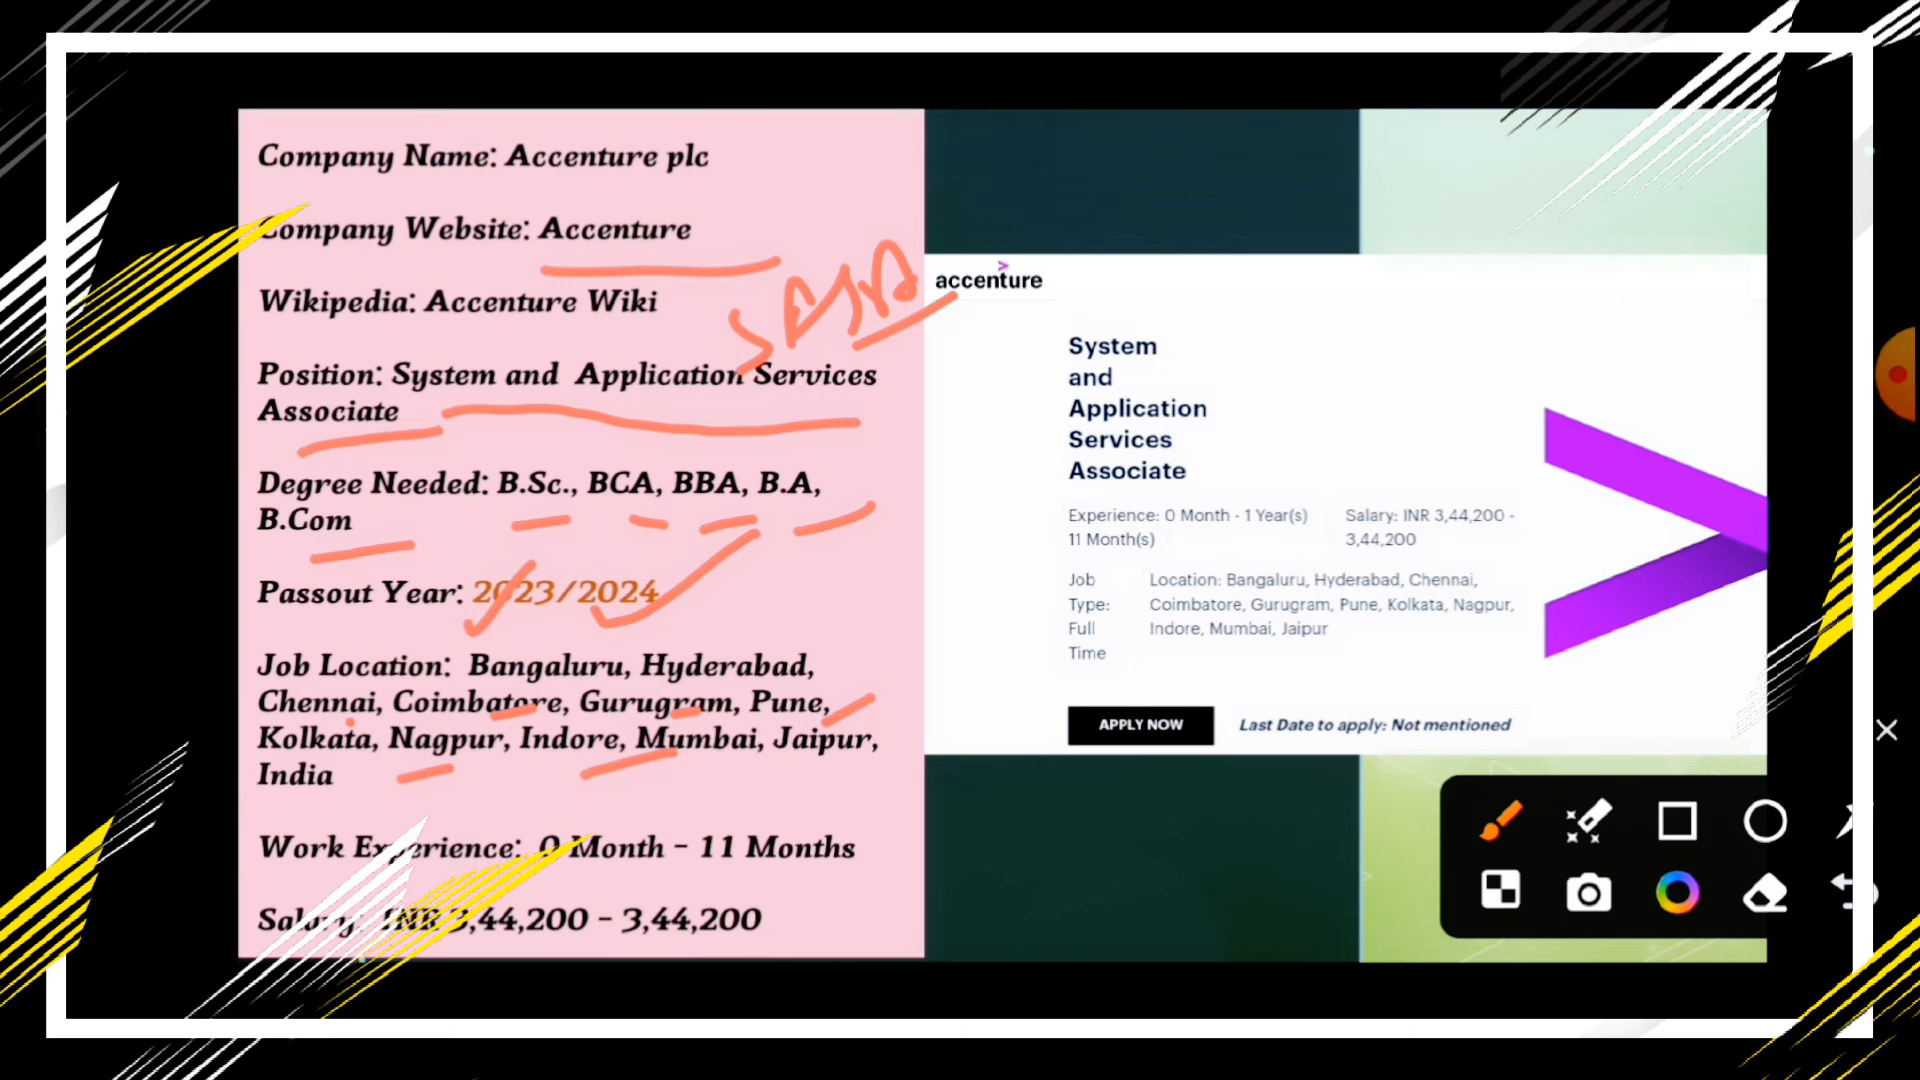 Company Name: Accenture plc
Company Website: Accenture
Wikipedia: Accenture Wiki
Position: System and Application Services
Associate
Degree Needed: B.Sc., BCA, BBA, B.A,
B.Com
Passout Year: 2023/2024
Job Location: Bangaluru, Hyderabad,
Chennai, Coimbatore, Gurugram, Pune,
Kolkata, Nagpur, Indore, Mumbai, Jaipur,
India
Work Experience: 0 Month - 11 Months
Salary: INR 3,44,200 - 3,44,200
accenture
System
and
Application
Services
Associate
Experience: 0 Month - 1 Year(s)
11 Month(s)
Salary: INR 3,44,200 -
3,44,200
Job
Type:
Full
Time
Location: Bangaluru, Hyderabad, Chennai,
Coimbatore, Gurugram, Pune, Kolkata, Nagpur,
Indore, Mumbai, Jaipur
APPLY NOW
Last Date to apply: Not mentioned